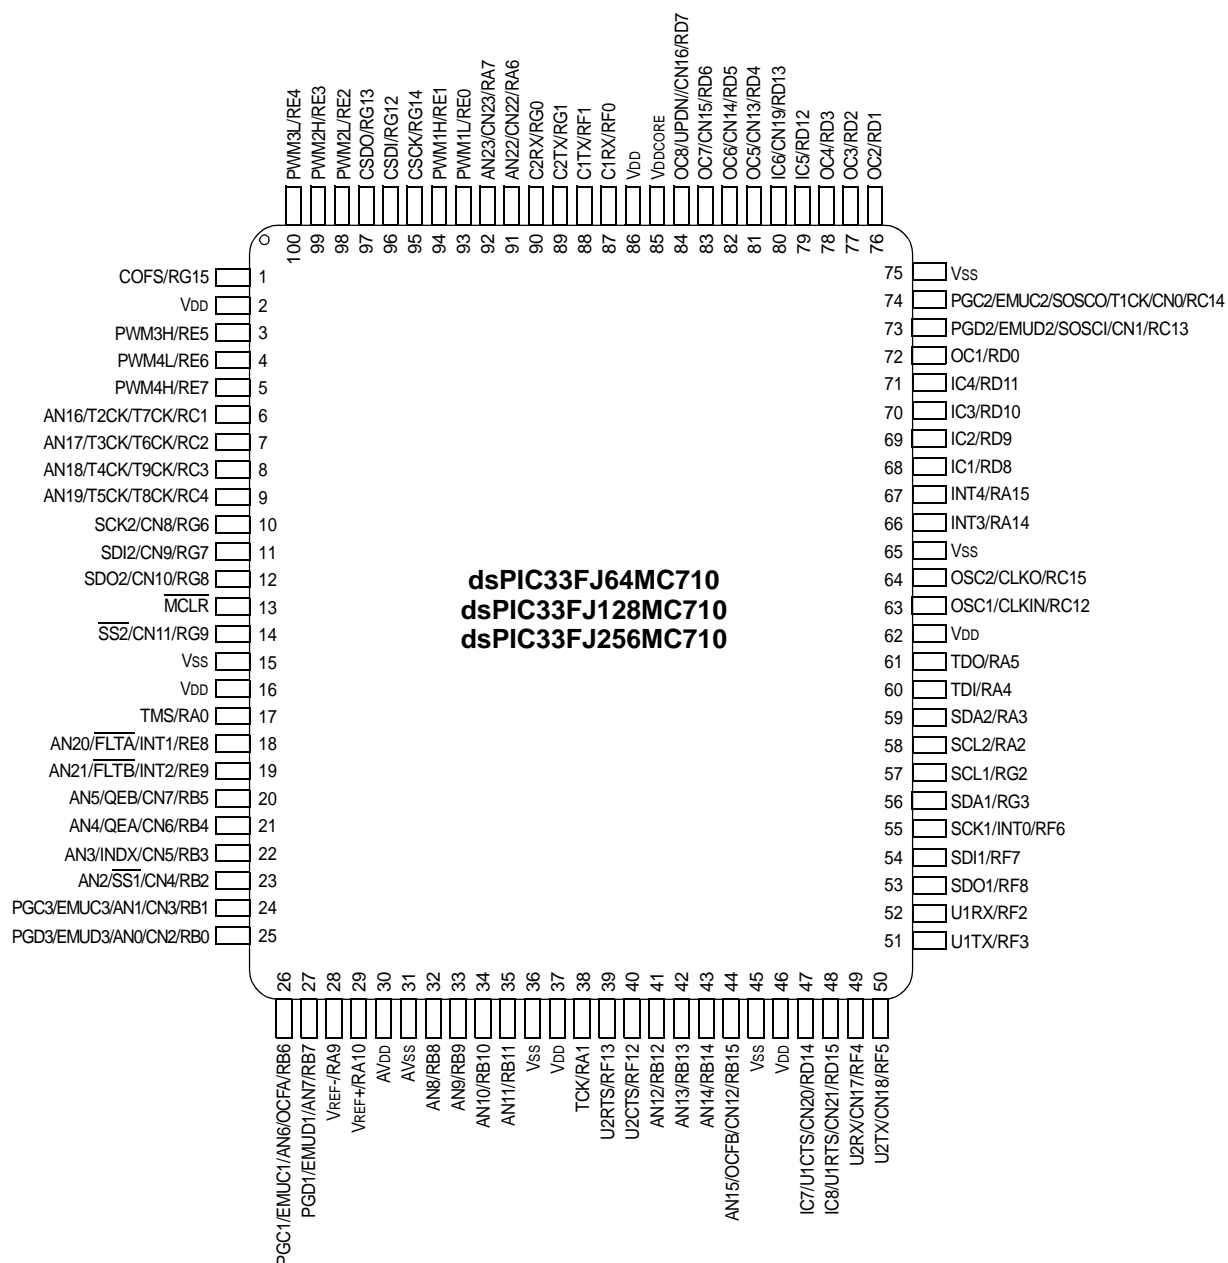 PWM3L/RE4
PWM2H/RE3
PWM2L/RE2
CSDO/RG13
CSDI/RG12
CSCK/RG14
PWM1H/RE1
PWM1L/RE0
AN23/CN23/RA7
AN22/CN22/RA6
C2RX/RG0
C2TX/RG1
C1TX/RF1
C1RX/RF0
VDD
VDDCORE
OC8/UPDN//CN16/RD7
OC7/CN15/RD6
OC6/CN14/RD5
OC5/CN13/RD4
IC6/CN19/RD13
IC5/RD12
OC4/RD3
OC3/RD2
OC2/RD1
100
99
98
97
96
95
94
93
92
91
90
89
88
87
86
85
84
83
82
81
80
79
78
77
76
COFS/RG15 1
VDD 2
PWM3H/RE5 3
PWM4L/RE6 4
PWM4H/RE7 5
AN16/T2CK/T7CK/RC1 6
AN17/T3CK/T6CK/RC2 7
AN18/T4CK/T9CK/RC3 8
AN19/T5CK/T8CK/RC4 9
SCK2/CN8/RG6 10
SDI2/CN9/RG7 11
SDO2/CN10/RG8 12
MCLR 13
SS2/CN11/RG9 14
VSS 15
VDD 16
TMS/RA0 17
AN20/FLTA/INT1/RE8 18
AN21/FLTB/INT2/RE9 19
AN5/QEB/CN7/RB5 20
AN4/QEA/CN6/RB4 21
AN3/INDX/CN5/RB3 22
AN2/SS1/CN4/RB2 23
PGC3/EMUC3/AN1/CN3/RB1 24
PGD3/EMUD3/AN0/CN2/RB0 25
dsPIC33FJ64MC710
dsPIC33FJ128MC710
dsPIC33FJ256MC710
75 VSS
74 PGC2/EMUC2/SOSCO/T1CK/CN0/RC14
73 PGD2/EMUD2/SOSCI/CN1/RC13
72 OC1/RD0
71 IC4/RD11
70 IC3/RD10
69 IC2/RD9
68 IC1/RD8
67 INT4/RA15
66 INT3/RA14
65 VSS
64 OSC2/CLKO/RC15
63 OSC1/CLKIN/RC12
62 VDD
61 TDO/RA5
60 TDI/RA4
59 SDA2/RA3
58 SCL2/RA2
57 SCL1/RG2
56 SDA1/RG3
55 SCK1/INT0/RF6
54 SDI1/RF7
53 SDO1/RF8
52 U1RX/RF2
51 U1TX/RF3
26
27
28
29
30
31
32
33
34
35
36
37
38
39
40
41
42
43
44
45
46
47
48
49
50
PGC1/EMUC1/AN6/OCFA/RB6
PGD1/EMUD1/AN7/RB7
VREF-/RA9
VREF+/RA10
AVDD
AVSS
AN8/RB8
AN9/RB9
AN10/RB10
AN11/RB11
VSS
VDD
TCK/RA1
U2RTS/RF13
U2CTS/RF12
AN12/RB12
AN13/RB13
AN14/RB14
AN15/OCFB/CN12/RB15
VSS
VDD
IC7/U1CTS/CN20/RD14
IC8/U1RTS/CN21/RD15
U2RX/CN17/RF4
U2TX/CN18/RF5